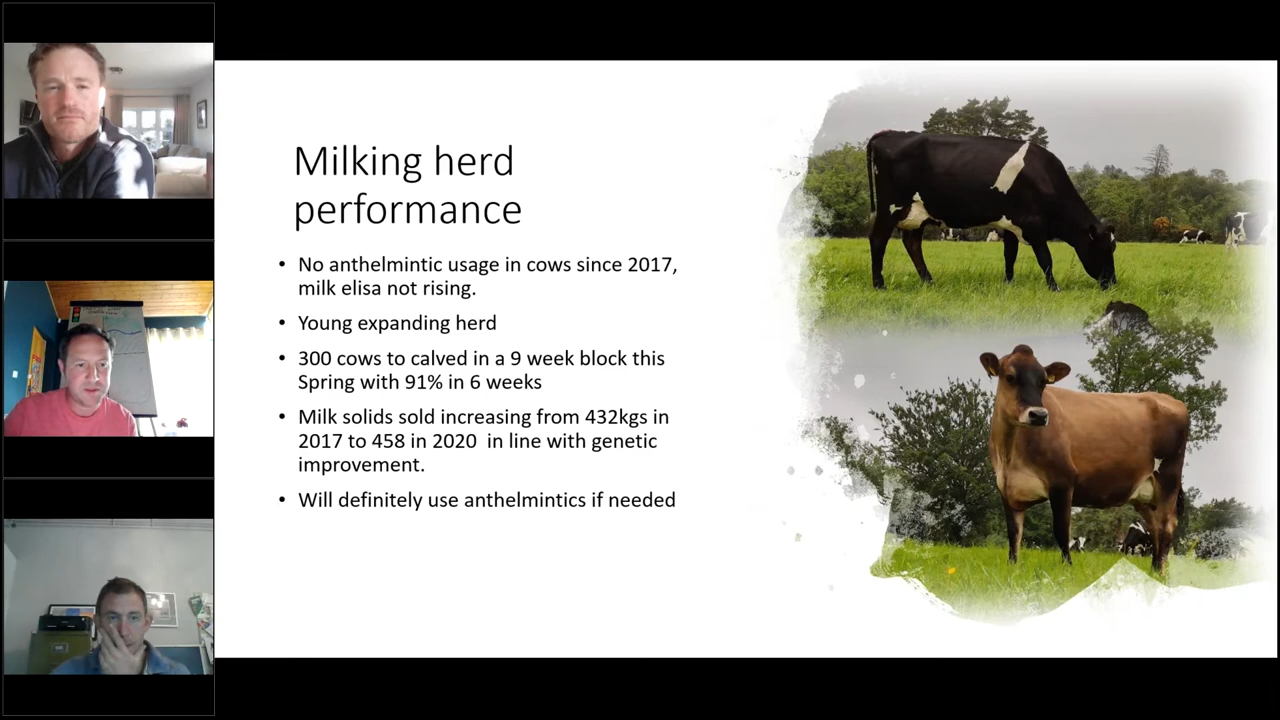 Milking herd
performance
• No anthelmintic usage in cows since 2017,
milk elisa not rising.
• Young expanding herd
• 300 cows to calved in a 9 week block this
Spring with 91% in 6 weeks
• Milk solids sold increasing from 432kgs in
2017 to 458 in 2020 in line with genetic
improvement.
• Will definitely use anthelmintics if needed